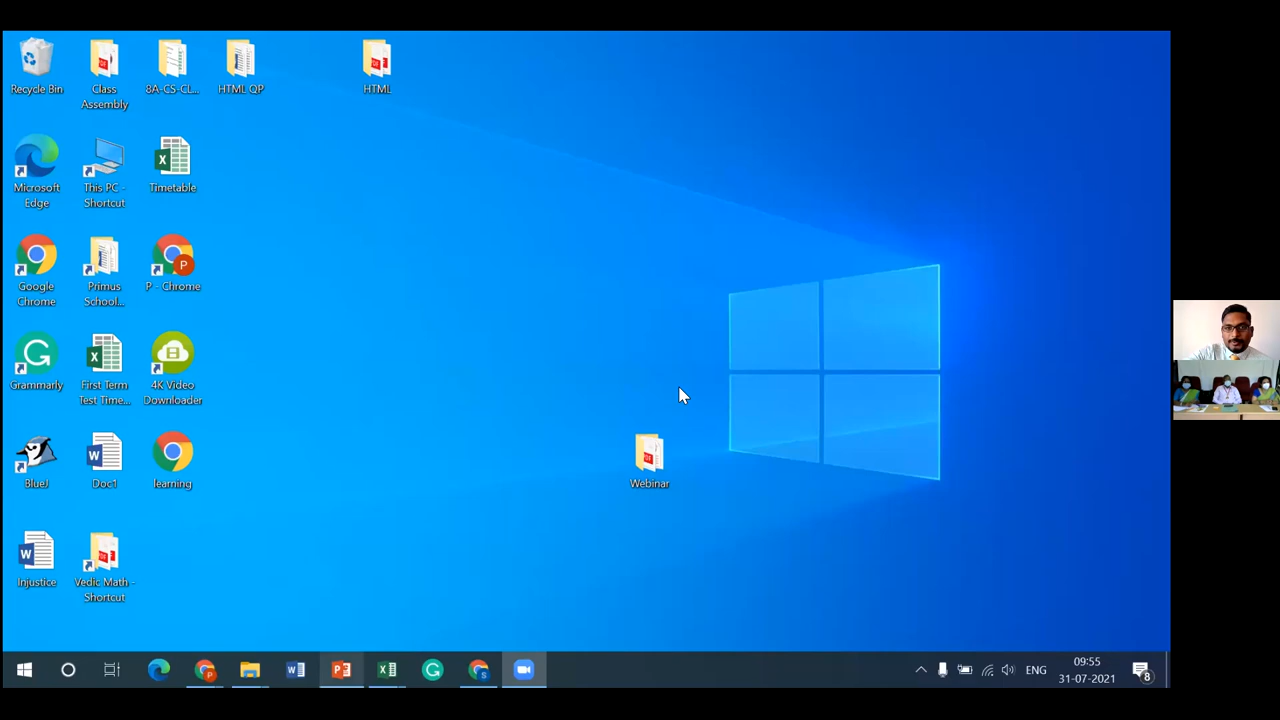 Recycle Bin
Class
Assembly
8A-CS-CL...
HTML QP
HTML
Microsoft
Edge
This PC -
Shortcut
Timetable
Google
Chrome
Primus
School...
P - Chrome
Grammarly
First Term
Test Time...
4K Video
Downloader
BlueJ
Doc1
learning
Webinar
Injustice
Vedic Math -
Shortcut
ENG
09:55
31-07-2021
8